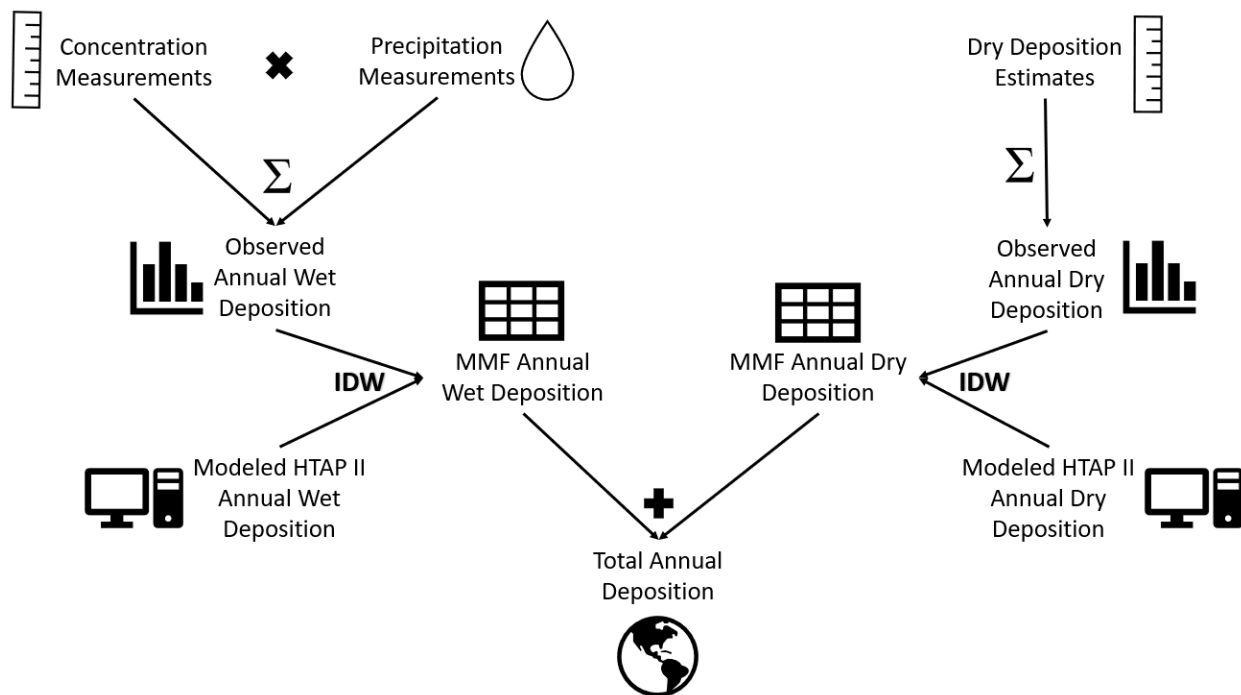 Concentration
Measurements
✖
Precipitation
Measurements
Dry Deposition
Estimates
Σ
Σ
Observed
Annual Wet
Deposition
Observed
Annual Dry
Deposition
MMF Annual
Wet Deposition
MMF Annual Dry
Deposition
IDW
IDW
Modeled HTAP II
Annual Wet
Deposition
Modeled HTAP II
Annual Dry
Deposition
✚
Total Annual
Deposition